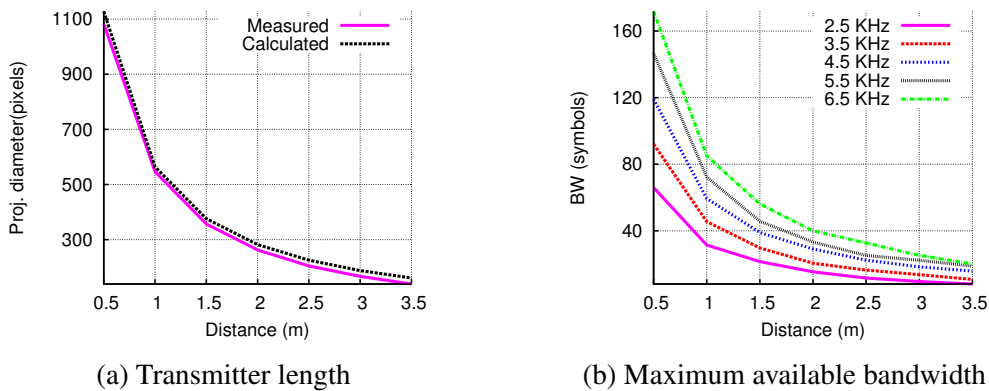 1100
900
700
500
300
0.5 1 1.5 2 2.5 3 3.5
Proj. diameter(pixels)
Distance (m)
Measured
Calculated
(a) Transmitter length
160
120
80
40
0.5 1 1.5 2 2.5 3 3.5
BW (symbols)
Distance (m)
2.5 KHz
3.5 KHz
4.5 KHz
5.5 KHz
6.5 KHz
(b) Maximum available bandwidth